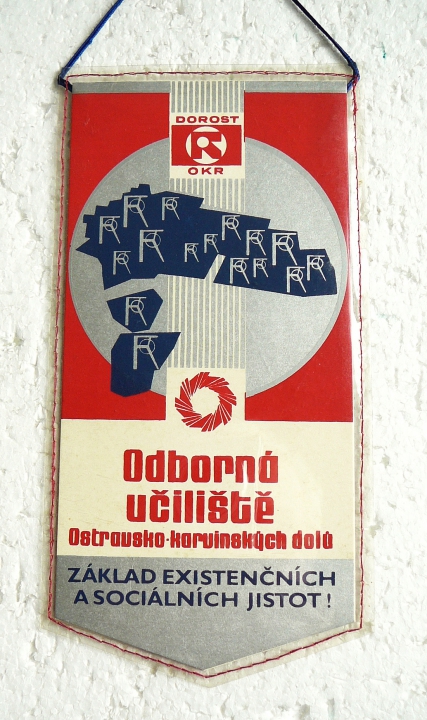 DOROST
OKR
Odborná
učiliště
Ostravsko-karvinských dolů
ZÁKLAD EXISTENČNÍCH
A SOCIÁLNÍCH JISTOT!